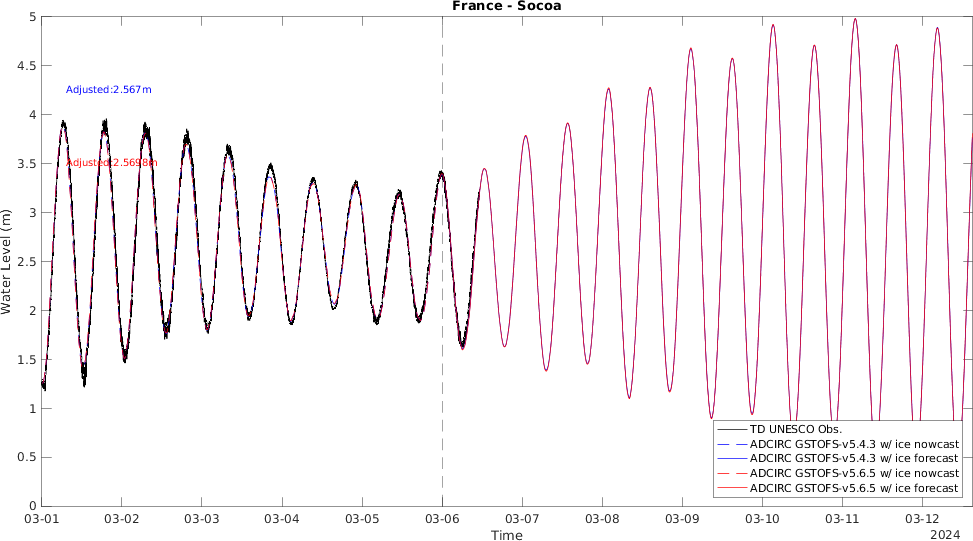 France - Socoa
Water Level (m)
5
4.5
4
3.5
3
2.5
2
1.5
1
0.5
0
Adjusted:2.567m
Adjusted:2.5698m
TD UNESCO Obs.
ADCIRC GSTOFS-v5.4.3 w/ ice nowcast
ADCIRC GSTOFS-v5.4.3 w/ ice forecast
ADCIRC GSTOFS-v5.6.5 w/ ice nowcast
ADCIRC GSTOFS-v5.6.5 w/ ice forecast
03-01 03-02 03-03 03-04 03-05 03-06 03-07 03-08 03-09 03-10 03-11 03-12
Time
2024